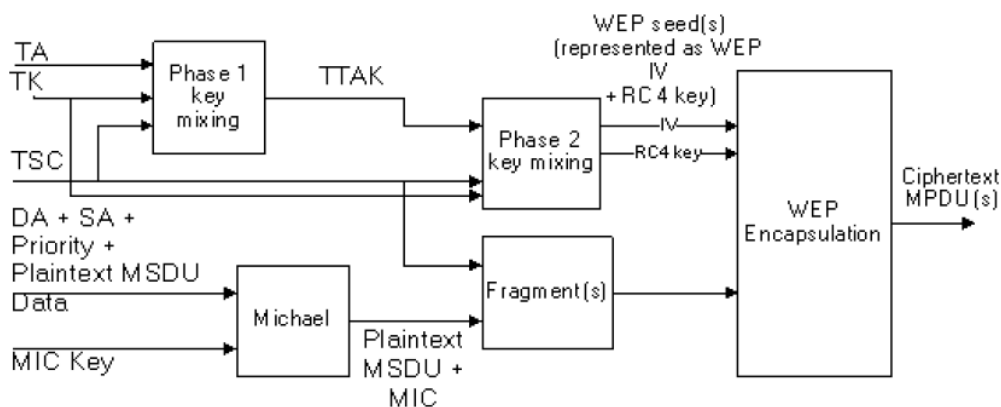 TA
TK
TSC
DA + SA +
Priority +
Plaintext MSDU
Data
MIC Key
Phase 1
key
mixing
TTAK
Michael
Plaintext
MSDU +
MIC
Phase 2
key mixing
Fragment(s)
WEP seed(s)
(represented as WEP
IV
+ RC4 key)
IV
RC4 key
WEP
Encapsulation
Ciphertext
MPDU(s)